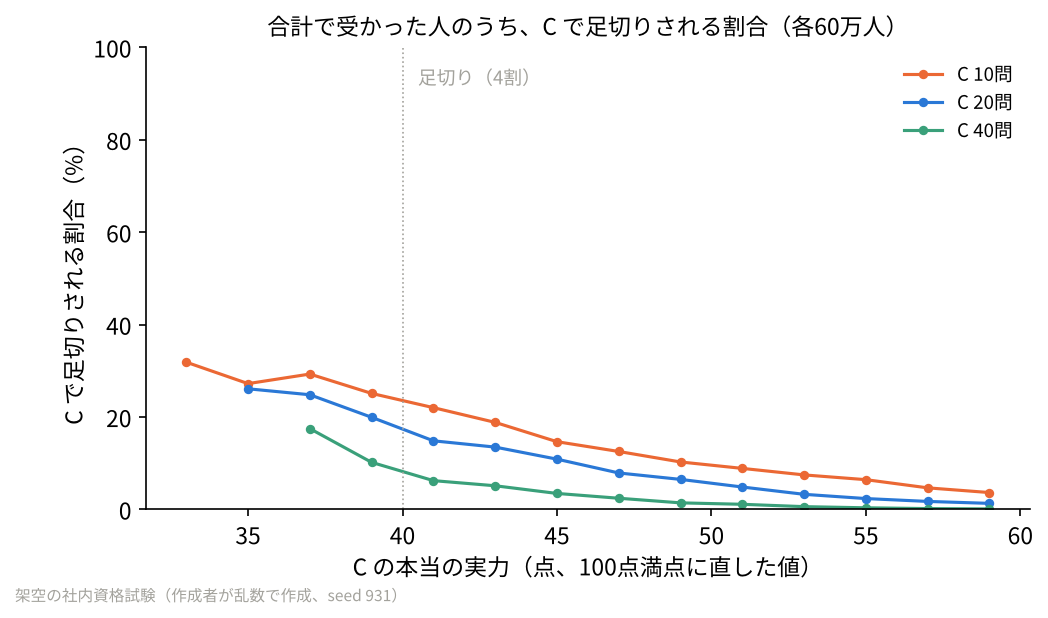 合計で受かった人のうち、C で足切りされる割合（各60万人）
足切り（4割）
C 10問
C 20問
C 40問
C で足切りされる割合（%）
100
80
60
40
20
0
35
40
45
50
55
60
C の本当の実力（点、100点満点に直した値）
架空の社内資格試験（作成者が乱数で作成、seed 931）